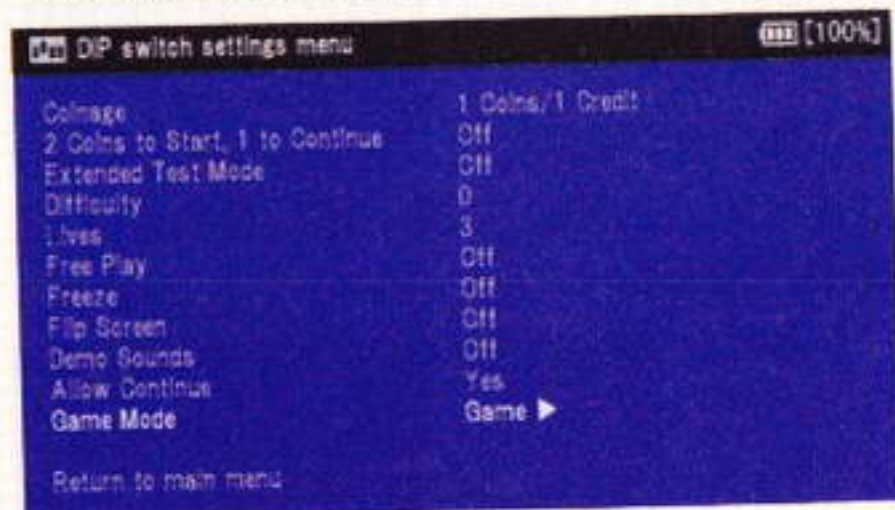 DIP switch settings menu [100%]
Coinage 1 Coins/1 Credit
2 Coins to Start, 1 to Continue Off
Extended Test Mode Off
Difficulty 0
Lives 3
Free Play Off
Freeze Off
Flip Screen Off
Demo Sounds Off
Allow Continue Yes
Game Mode Game ▶
Return to main menu